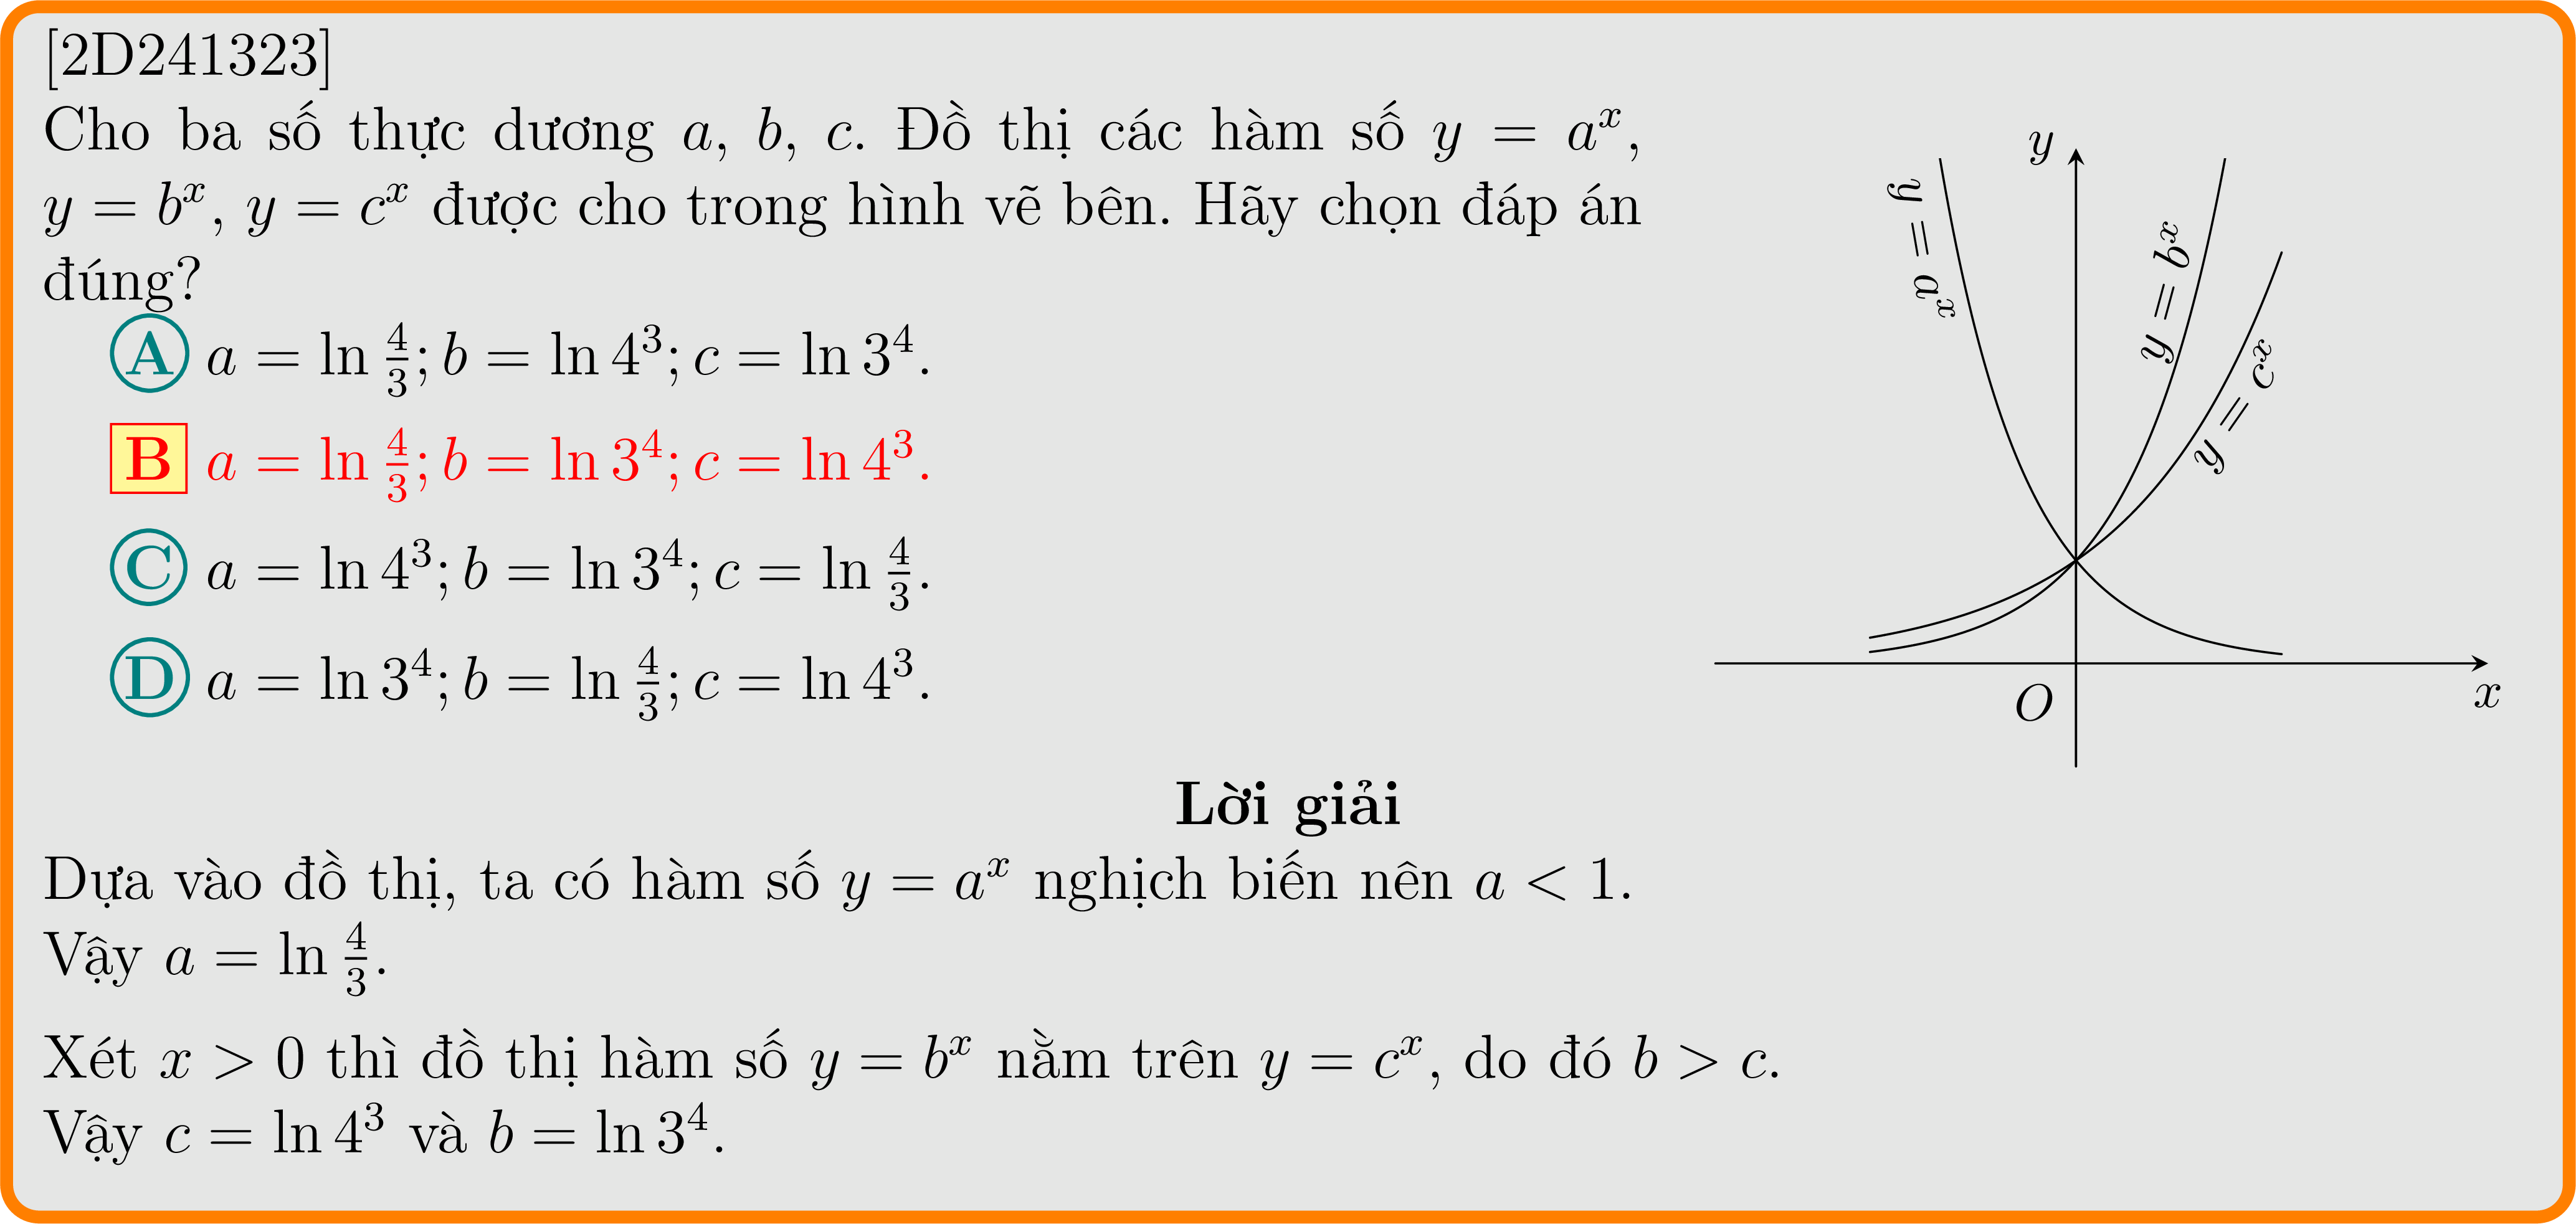 [2D241323]
Cho ba số thực dương a, b, c. Đồ thị các hàm số y = a^x,
y = b^x, y = c^x được cho trong hình vẽ bên. Hãy chọn đáp án
đúng?
A a = ln 4/3; b = ln 4^3; c = ln 3^4.
B a = ln 4/3; b = ln 3^4; c = ln 4^3.
C a = ln 4^3; b = ln 3^4; c = ln 4/3.
D a = ln 3^4; b = ln 4/3; c = ln 4^3.
y
y = a^x
y = b^x
y = c^x
O
x
Lời giải
Dựa vào đồ thị, ta có hàm số y = a^x nghịch biến nên a < 1.
Vậy a = ln 4/3.
Xét x > 0 thì đồ thị hàm số y = b^x nằm trên y = c^x, do đó b > c.
Vậy c = ln 4^3 và b = ln 3^4.